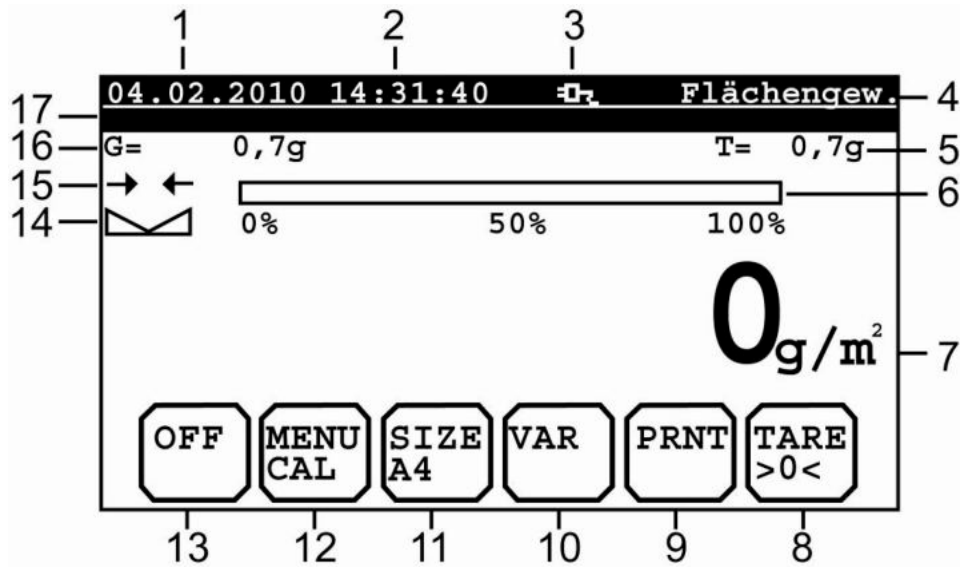 1 2 3
04.02.2010 14:31:40 Flächengew. 4
17
16 G= 0,7g T= 0,7g 5
15 → ← 6
14 0% 50% 100%
0g/m² 7
OFF MENU SIZE VAR PRNT TARE
CAL A4 >0<
13 12 11 10 9 8